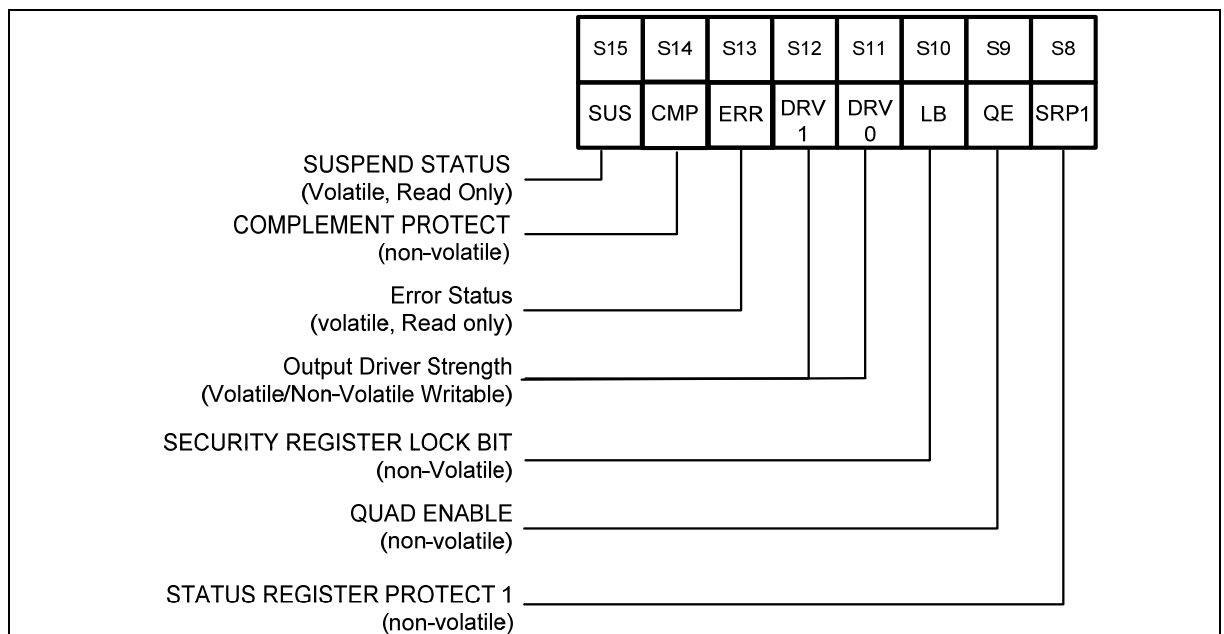 S15 S14 S13 S12 S11 S10 S9 S8
SUS CMP ERR DRV 1 DRV 0 LB QE SRP1
SUSPEND STATUS
(Volatile, Read Only)
COMPLEMENT PROTECT
(non-volatile)
Error Status
(volatile, Read only)
Output Driver Strength
(Volatile/Non-Volatile Writable)
SECURITY REGISTER LOCK BIT
(non-Volatile)
QUAD ENABLE
(non-volatile)
STATUS REGISTER PROTECT 1
(non-volatile)